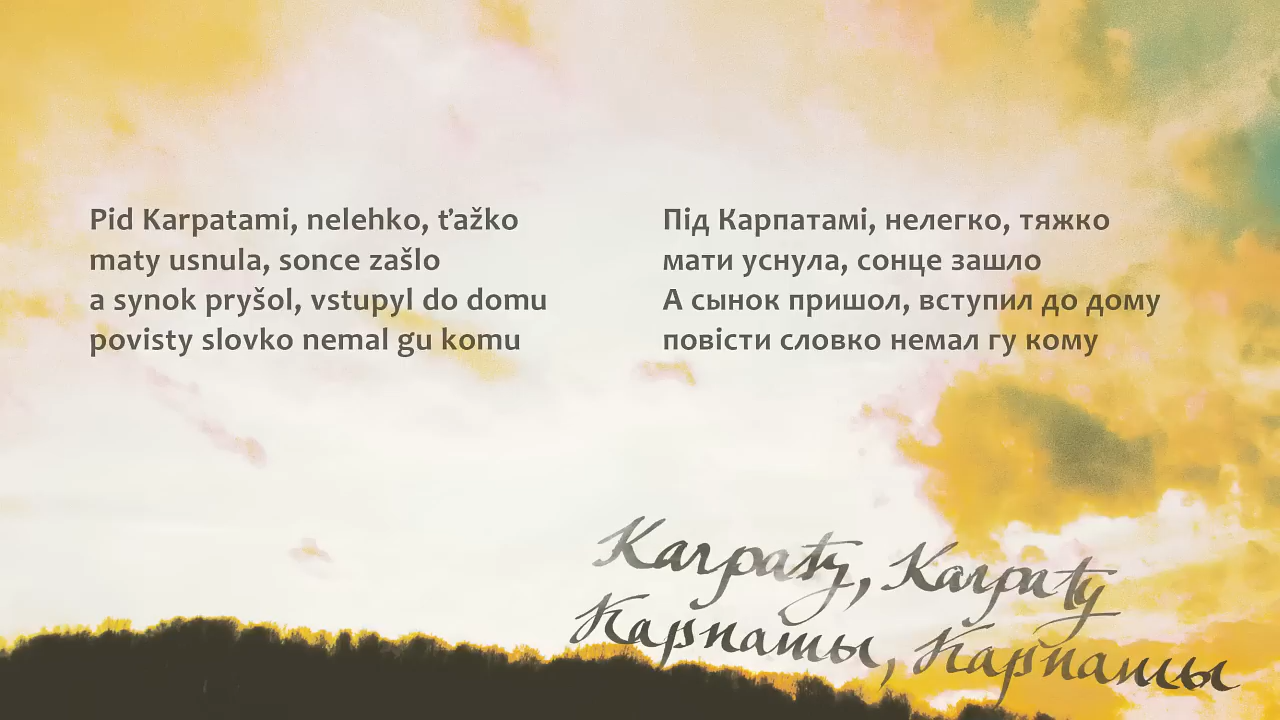 Pid Karpatami, nelehko, ťažko
maty usnula, sonce zašlo
a synok pryšol, vstupyl do domu
povisty slovko nemal gu komu
Під Карпатамі, нелегко, тяжко
мати уснула, сонце зашло
А сынок пришол, вступил до дому
повісти словко немал гу кому
Karpaty, Karpaty
Карпаты, Карпаты